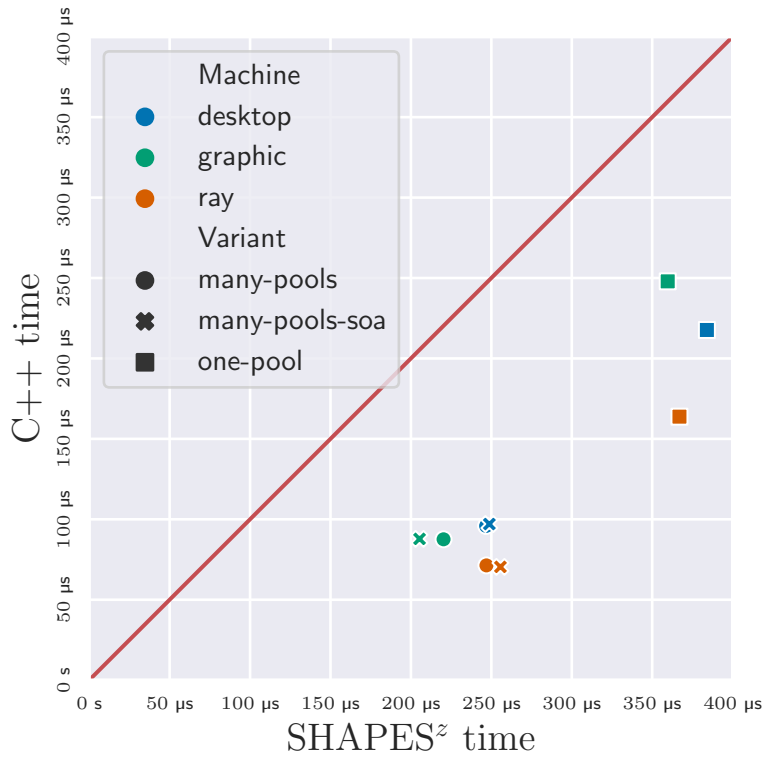 400 µs
350 µs
300 µs
250 µs
200 µs
150 µs
100 µs
50 µs
0 s
C++ time
Machine
desktop
graphic
ray
Variant
many-pools
many-pools-soa
one-pool
0 s 50 µs 100 µs 150 µs 200 µs 250 µs 300 µs 350 µs 400 µs
SHAPESᶻ time